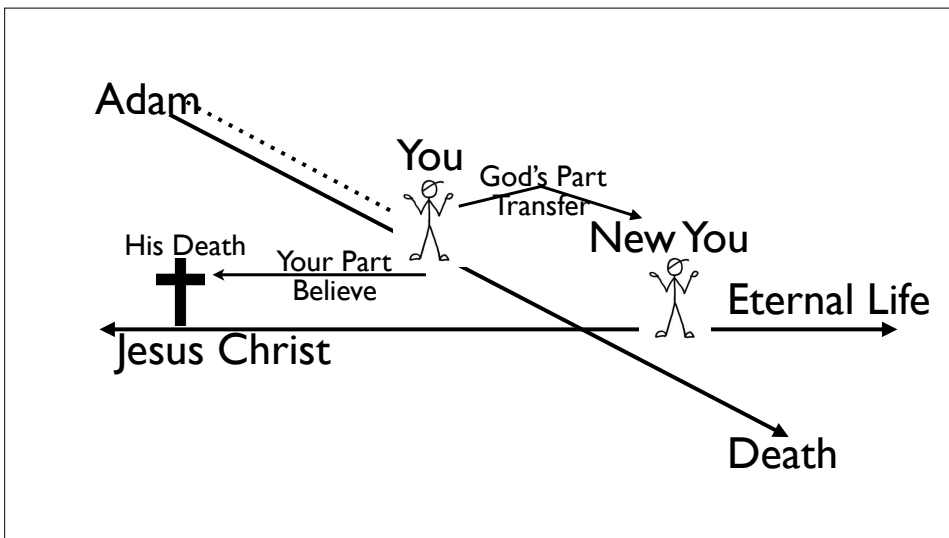 Adam
You
God's Part
Transfer
New You
His Death
Your Part
Believe
Eternal Life
Jesus Christ
Death